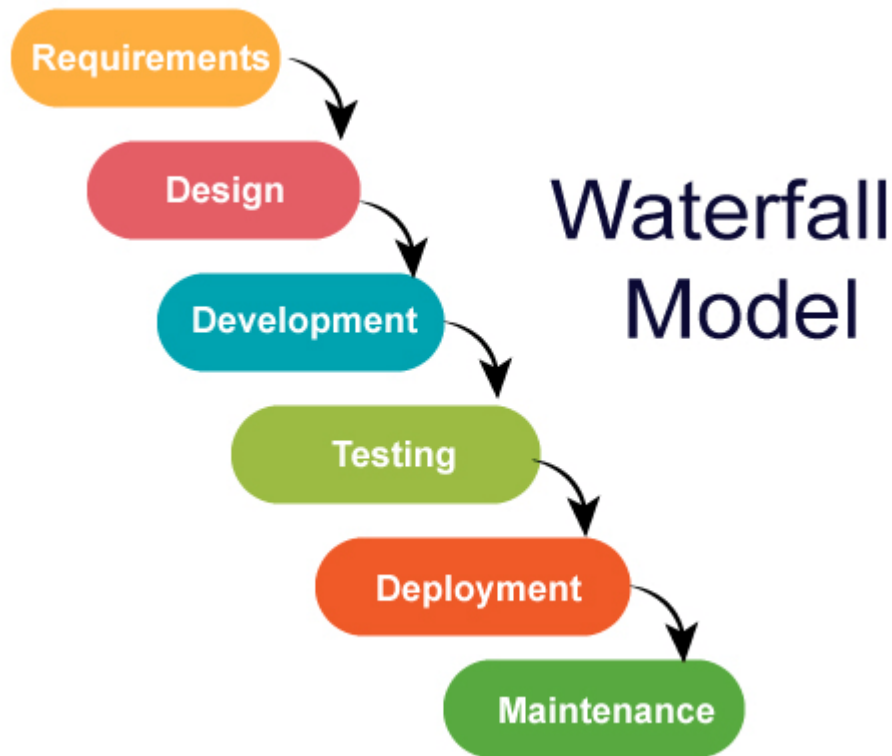 Requirements
Design
Waterfall
Model
Development
Testing
Deployment
Maintenance